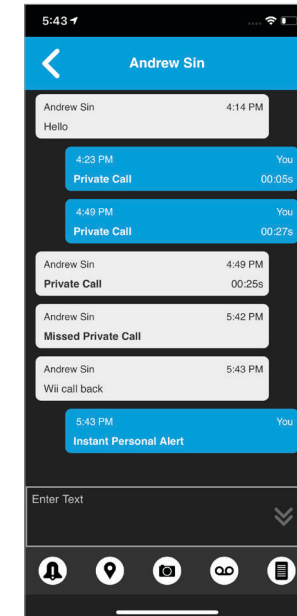 5:43
Andrew Sin
Andrew Sin 4:14 PM
Hello
4:23 PM You
Private Call 00:05s
4:49 PM You
Private Call 00:27s
Andrew Sin 4:49 PM
Private Call 00:25s
Andrew Sin 5:42 PM
Missed Private Call
Andrew Sin 5:43 PM
Wii call back
5:43 PM You
Instant Personal Alert
Enter Text